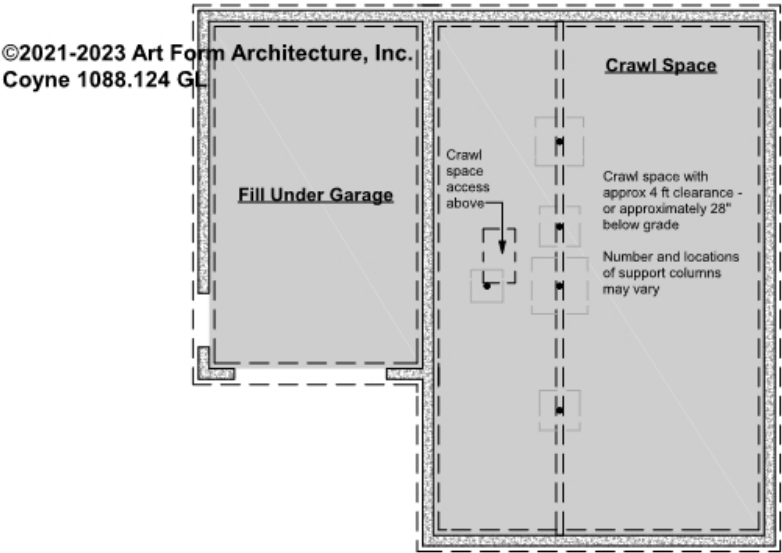 ©2021-2023 Art Form Architecture, Inc.
Coyne 1088.124 GL
Crawl Space
Fill Under Garage
Crawl
space
access
above
Crawl space with
approx 4 ft clearance -
or approximately 28"
below grade
Number and locations
of support columns
may vary